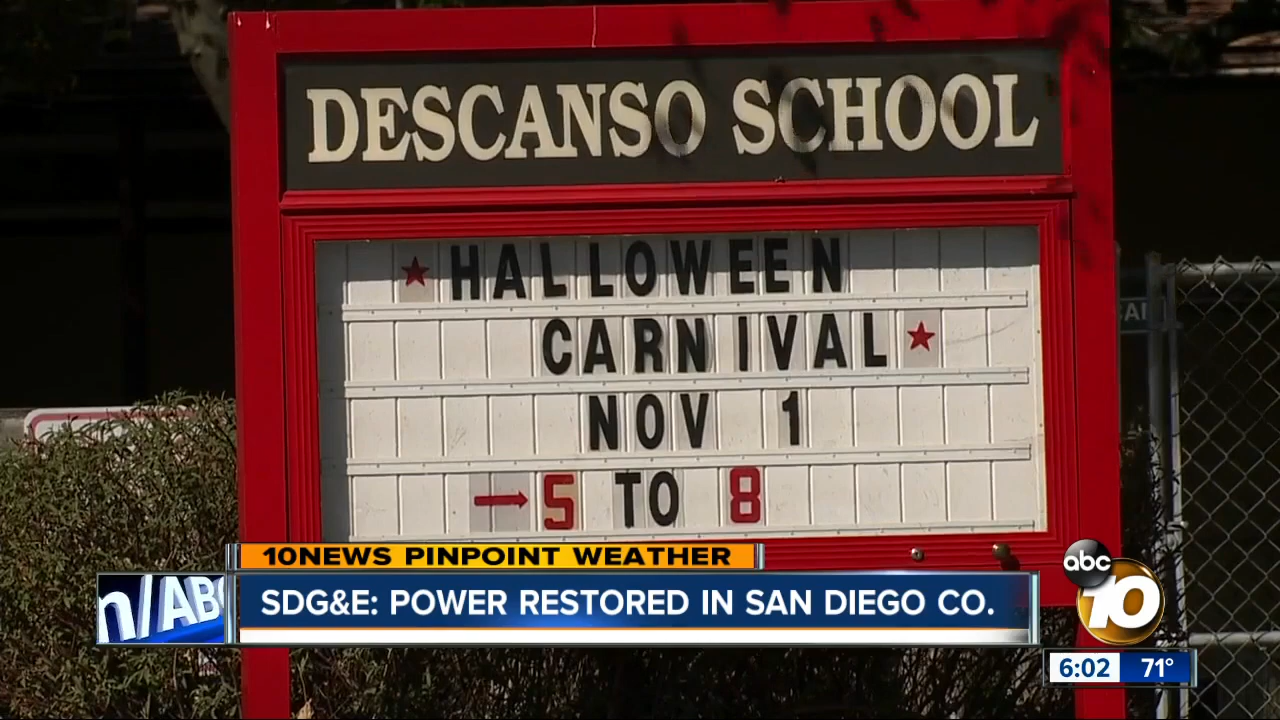 DESCANSO SCHOOL
HALLOWEEN
CARNIVAL
NOV 1
→ 5 TO 8
10NEWS PINPOINT WEATHER
n/ABC
SDG&E: POWER RESTORED IN SAN DIEGO CO.
abc
10
6:02 71°